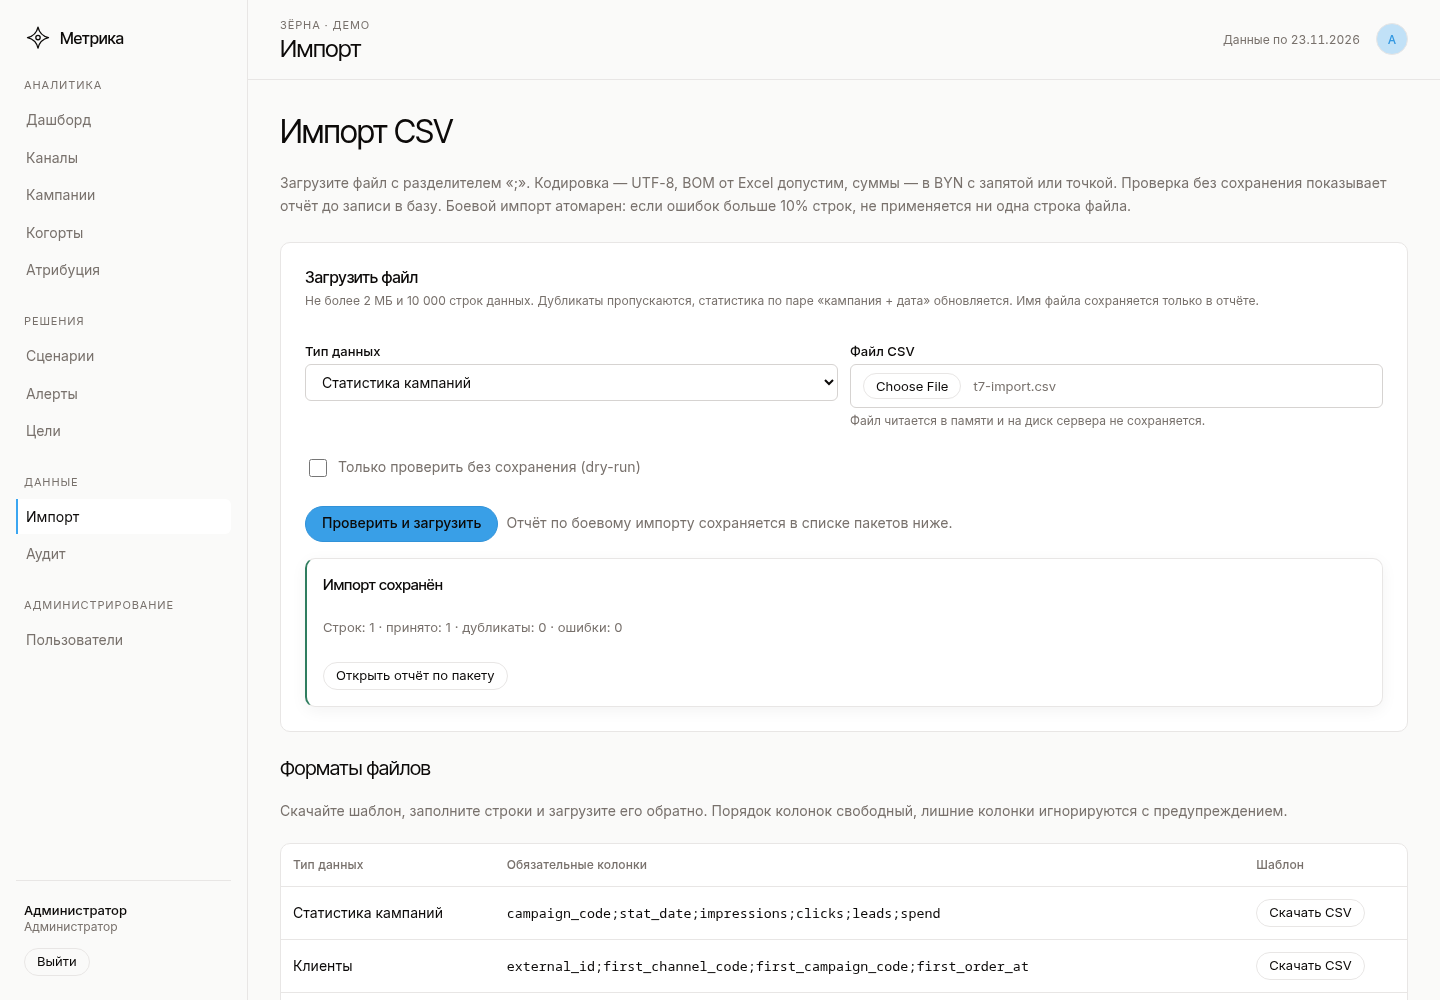 Метрика
АНАЛИТИКА
Дашборд
Каналы
Кампании
Когорты
Атрибуция
РЕШЕНИЯ
Сценарии
Алерты
Цели
ДАННЫЕ
Импорт
Аудит
АДМИНИСТРИРОВАНИЕ
Пользователи
Администратор
Администратор
Выйти
ЗЁРНА · ДЕМО
Импорт
Данные по 23.11.2026
А
Импорт CSV
Загрузите файл с разделителем «;». Кодировка — UTF-8, BOM от Excel допустим, суммы — в BYN с запятой или точкой. Проверка без сохранения показывает
отчёт до записи в базу. Боевой импорт атомарен: если ошибок больше 10% строк, не применяется ни одна строка файла.
Загрузить файл
Не более 2 МБ и 10 000 строк данных. Дубликаты пропускаются, статистика по паре «кампания + дата» обновляется. Имя файла сохраняется только в отчёте.
Тип данных
Статистика кампаний
Файл CSV
Choose File t7-import.csv
Файл читается в памяти и на диск сервера не сохраняется.
Только проверить без сохранения (dry-run)
Проверить и загрузить Отчёт по боевому импорту сохраняется в списке пакетов ниже.
Импорт сохранён
Строк: 1 · принято: 1 · дубликаты: 0 · ошибки: 0
Открыть отчёт по пакету
Форматы файлов
Скачайте шаблон, заполните строки и загрузите его обратно. Порядок колонок свободный, лишние колонки игнорируются с предупреждением.
Тип данных Обязательные колонки Шаблон
Статистика кампаний campaign_code;stat_date;impressions;clicks;leads;spend Скачать CSV
Клиенты external_id;first_channel_code;first_campaign_code;first_order_at Скачать CSV